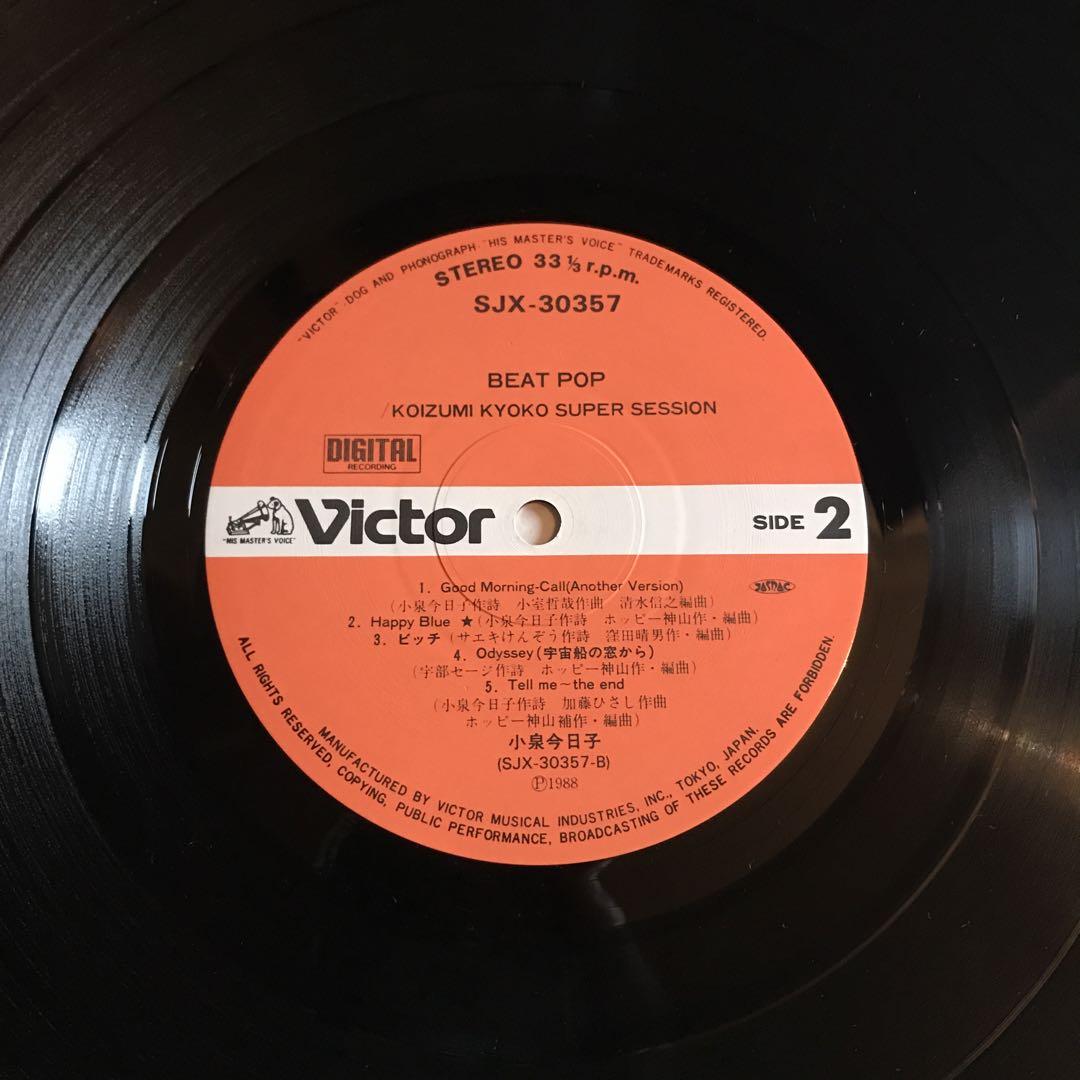 "VICTOR"-DOG AND PHONOGRAPH-"HIS MASTER'S VOICE" TRADEMARKS REGISTERED.
STEREO 33 ⅓ r.p.m.
SJX-30357
BEAT POP
/KOIZUMI KYOKO SUPER SESSION
DIGITAL
RECORDING
"HIS MASTER'S VOICE"
Victor
SIDE 2
1. Good Morning-Call(Another Version)
JASRAC
(小泉今日子作詩 小室哲哉作曲 清水信之編曲)
2. Happy Blue ★(小泉今日子作詩 ホッピー神山作・編曲)
3. ビッチ (サエキけんぞう作詩 窪田晴男作・編曲)
4. Odyssey(宇宙船の窓から)
(宇部セージ作詩 ホッピー神山作・編曲)
5. Tell me〜the end
(小泉今日子作詩 加藤ひさし作曲
ホッピー神山補作・編曲)
小泉今日子
(SJX-30357-B)
Ⓟ1988
MANUFACTURED BY VICTOR MUSICAL INDUSTRIES, INC., TOKYO, JAPAN.
ALL RIGHTS RESERVED, COPYING, PUBLIC PERFORMANCE, BROADCASTING OF THESE RECORDS ARE FORBIDDEN.